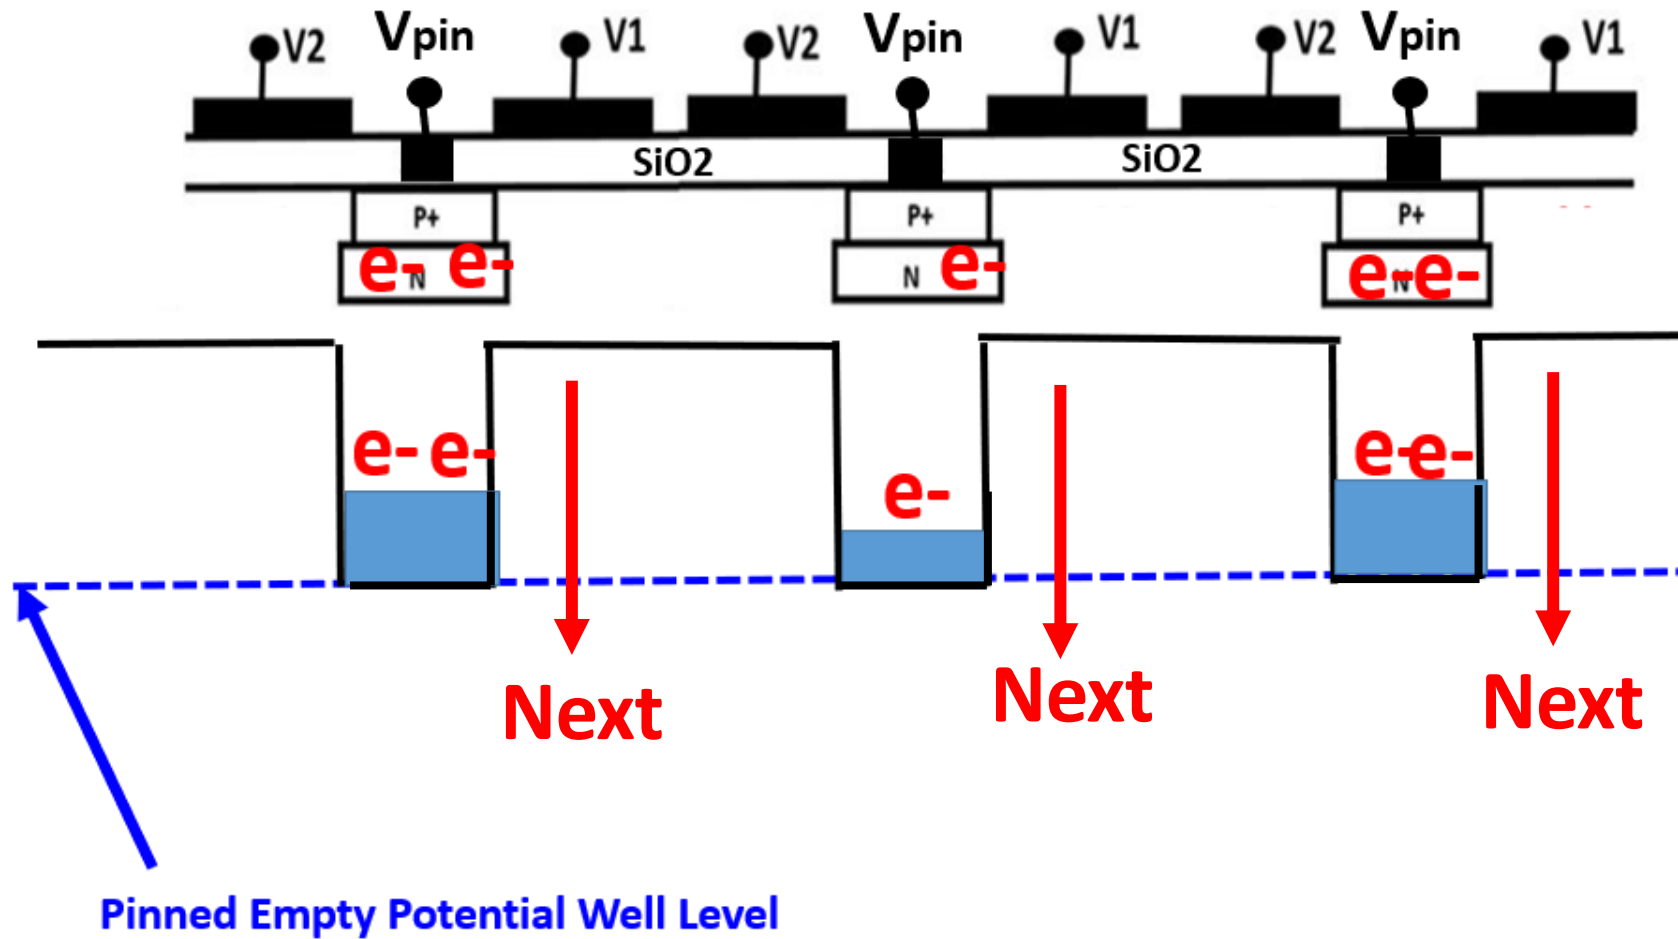 V2 Vpin V1 V2 Vpin V1 V2 Vpin V1
SiO2 SiO2
P+ P+ P+
e- N e- N e- e- N e-
e- e- e- e- e-
Next Next Next
Pinned Empty Potential Well Level